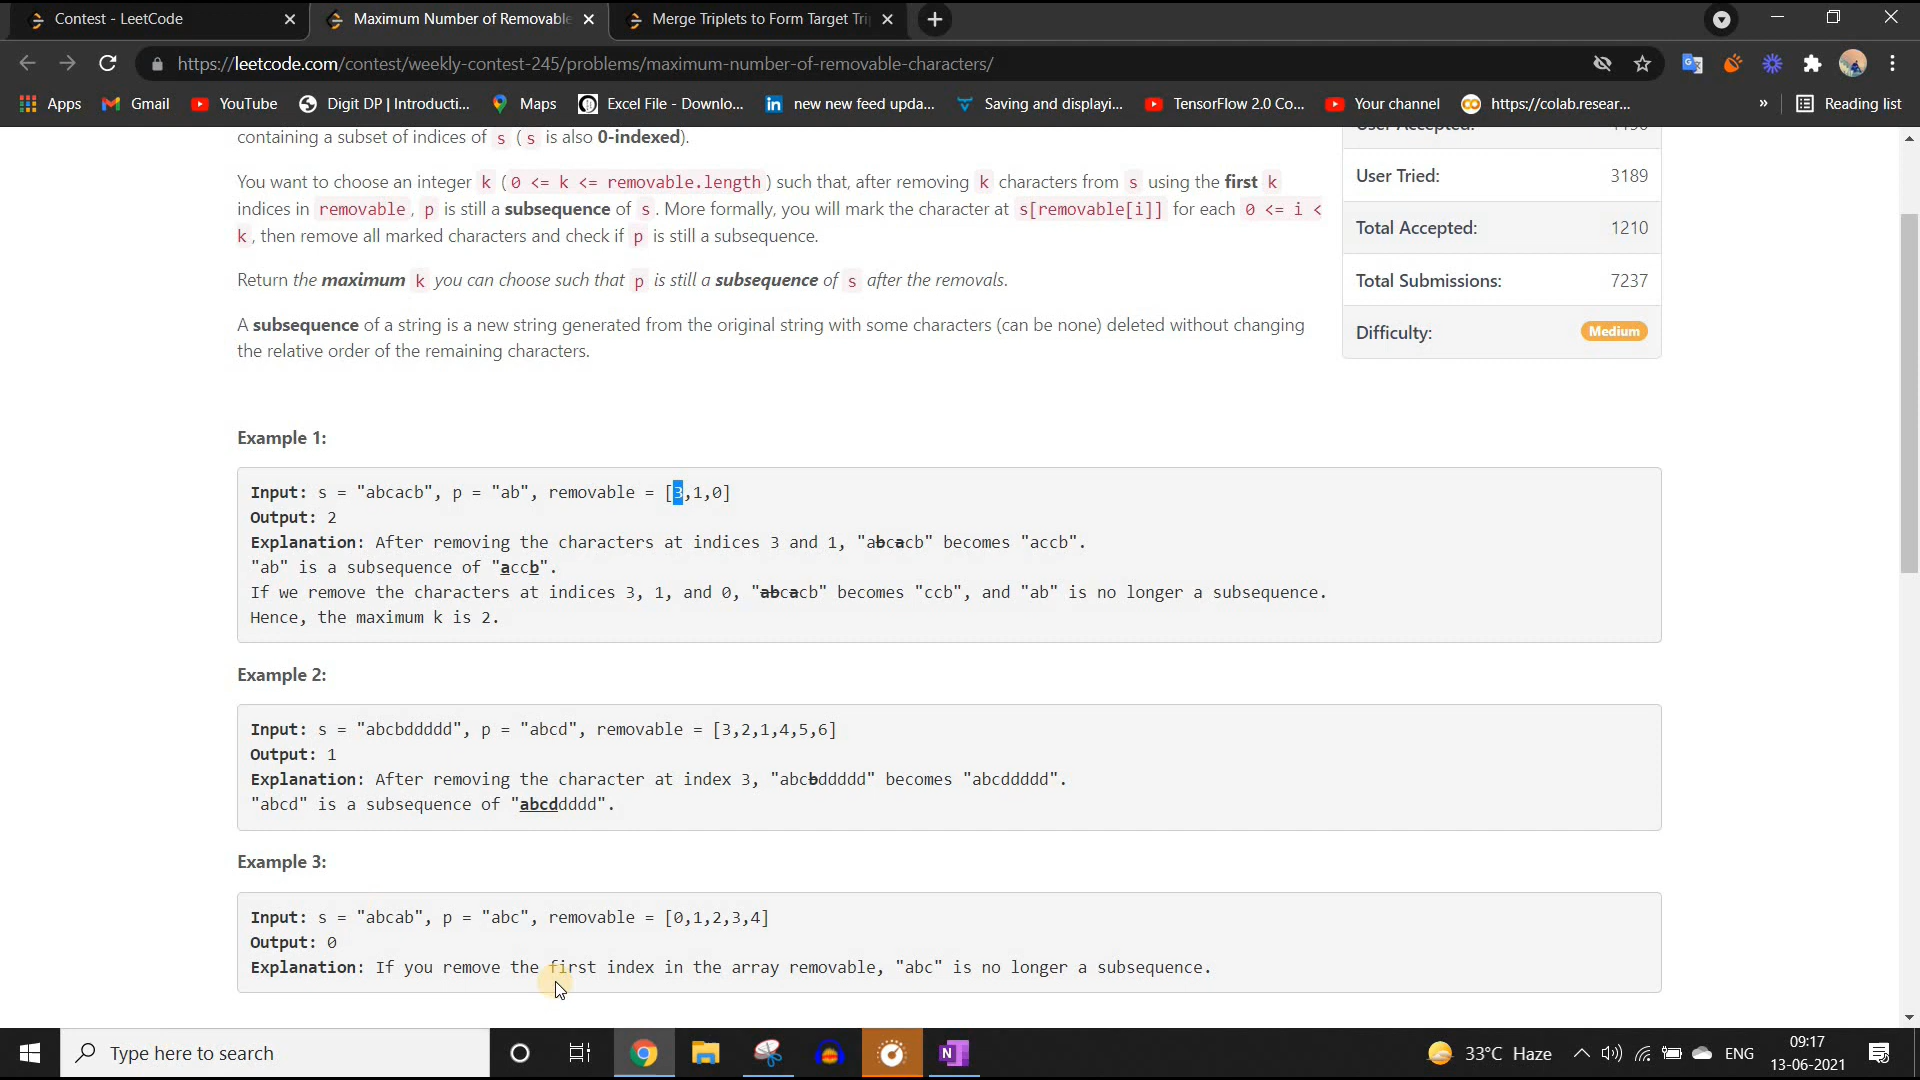 Contest - LeetCode
Maximum Number of Removable
Merge Triplets to Form Target Tri
https://leetcode.com/contest/weekly-contest-245/problems/maximum-number-of-removable-characters/
Apps Gmail YouTube Digit DP | Introducti... Maps Excel File - Downlo... new new feed upda... Saving and displayi... TensorFlow 2.0 Co... Your channel https://colab.resear... » Reading list
containing a subset of indices of s ( s is also 0-indexed).
You want to choose an integer k ( 0 <= k <= removable.length ) such that, after removing k characters from s using the first k
indices in removable , p is still a subsequence of s . More formally, you will mark the character at s[removable[i]] for each 0 <= i <
k , then remove all marked characters and check if p is still a subsequence.
Return the maximum k you can choose such that p is still a subsequence of s after the removals.
A subsequence of a string is a new string generated from the original string with some characters (can be none) deleted without changing
the relative order of the remaining characters.
User Accepted:
User Tried: 3189
Total Accepted: 1210
Total Submissions: 7237
Difficulty: Medium
Example 1:
Input: s = "abcacb", p = "ab", removable = [3,1,0]
Output: 2
Explanation: After removing the characters at indices 3 and 1, "abcacb" becomes "accb".
"ab" is a subsequence of "accb".
If we remove the characters at indices 3, 1, and 0, "abcacb" becomes "ccb", and "ab" is no longer a subsequence.
Hence, the maximum k is 2.
Example 2:
Input: s = "abcbddddd", p = "abcd", removable = [3,2,1,4,5,6]
Output: 1
Explanation: After removing the character at index 3, "abcbddddd" becomes "abcddddd".
"abcd" is a subsequence of "abcddddd".
Example 3:
Input: s = "abcab", p = "abc", removable = [0,1,2,3,4]
Output: 0
Explanation: If you remove the first index in the array removable, "abc" is no longer a subsequence.
Type here to search
N
33°C Haze
ENG
09:17
13-06-2021